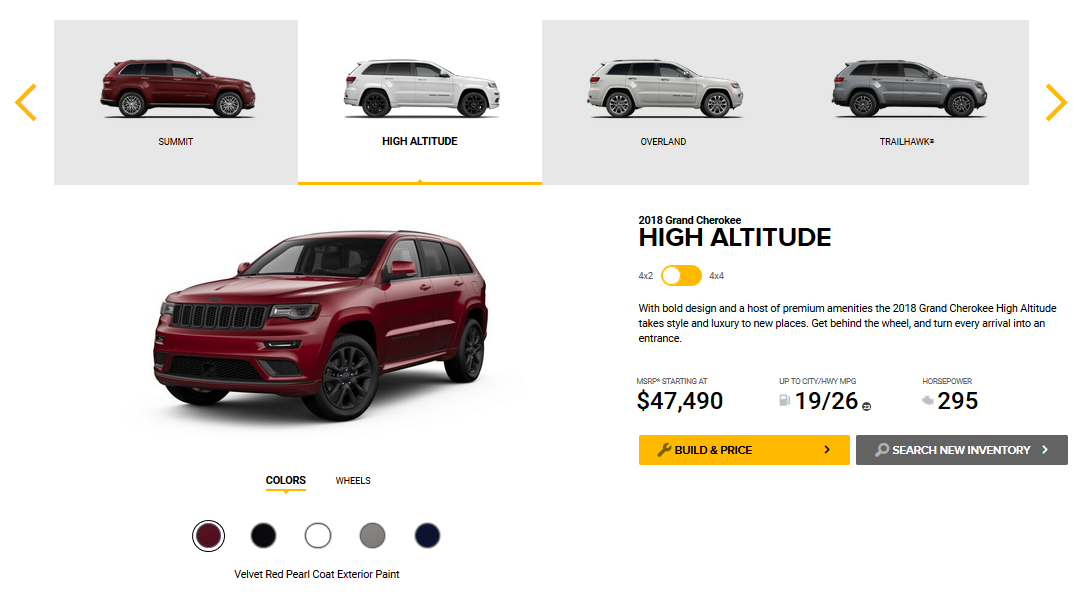 SUMMIT
HIGH ALTITUDE
OVERLAND
TRAILHAWK®
2018 Grand Cherokee
HIGH ALTITUDE
4x2
4x4
With bold design and a host of premium amenities the 2018 Grand Cherokee High Altitude
takes style and luxury to new places. Get behind the wheel, and turn every arrival into an
entrance.
MSRP* STARTING AT
$47,490
UP TO CITY/HWY MPG
19/26
HORSEPOWER
295
BUILD & PRICE
SEARCH NEW INVENTORY
COLORS
WHEELS
Velvet Red Pearl Coat Exterior Paint